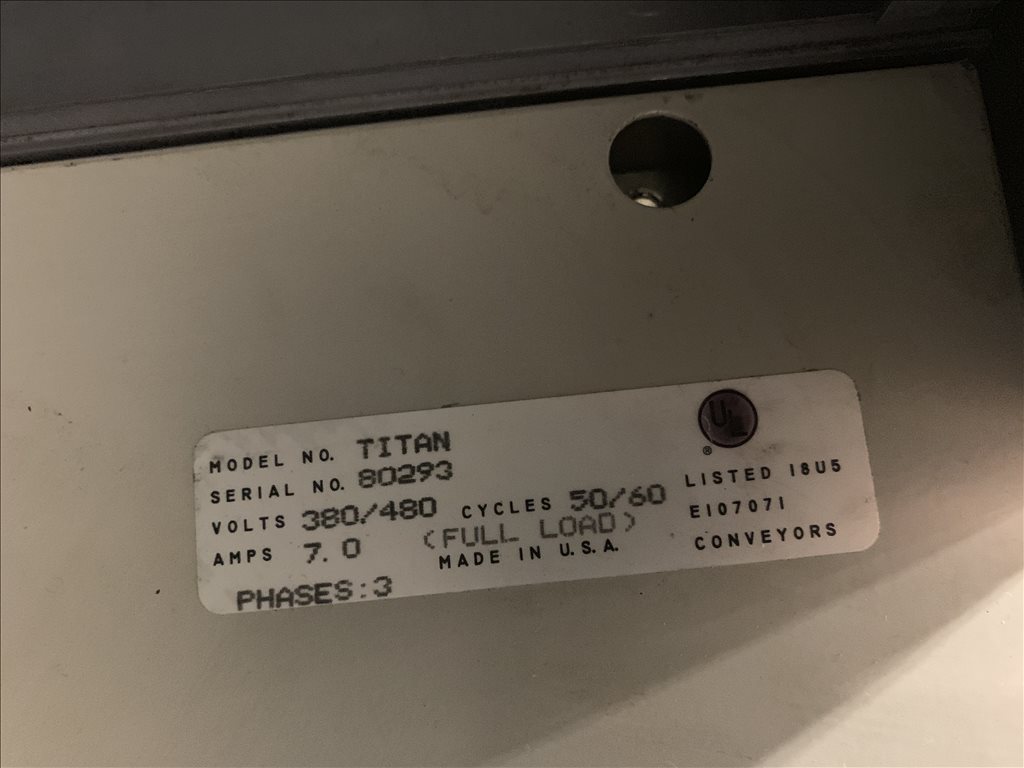 UL
®
MODEL NO. TITAN
SERIAL NO. 80293
LISTED 18U5
VOLTS 380/480 CYCLES 50/60
E107071
AMPS 7.0 (FULL LOAD)
MADE IN U.S.A.
CONVEYORS
PHASES:3